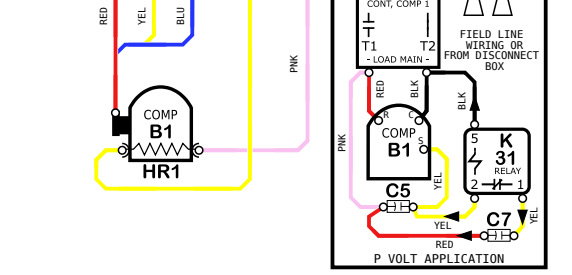 RED
YEL
BLU
PNK
COMP
B1
HR1
CONT, COMP 1
T1
T2
- LOAD MAIN -
FIELD LINE
WIRING OR
FROM DISCONNECT
BOX
RED
BLK
BLK
PNK
R
C
S
COMP
B1
YEL
5
K
31
RELAY
2
1
C5
C7
YEL
YEL
RED
P VOLT APPLICATION